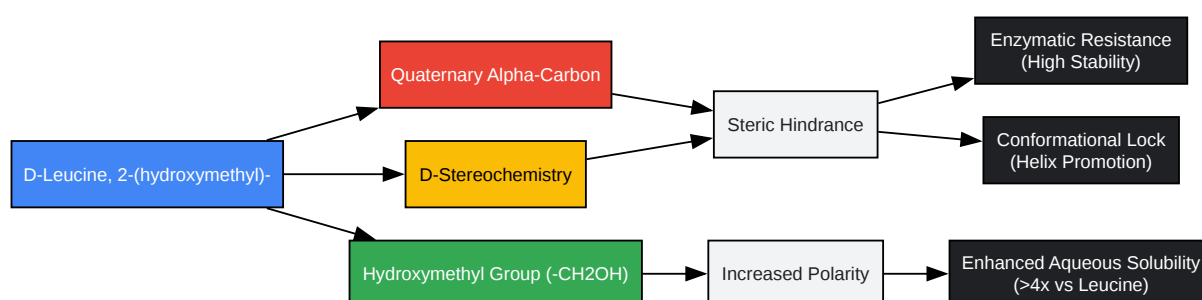 D-Leucine, 2-(hydroxymethyl)-
Quaternary Alpha-Carbon
D-Stereochemistry
Hydroxymethyl Group (-CH2OH)
Steric Hindrance
Increased Polarity
Enzymatic Resistance
(High Stability)
Conformational Lock
(Helix Promotion)
Enhanced Aqueous Solubility
(>4x vs Leucine)